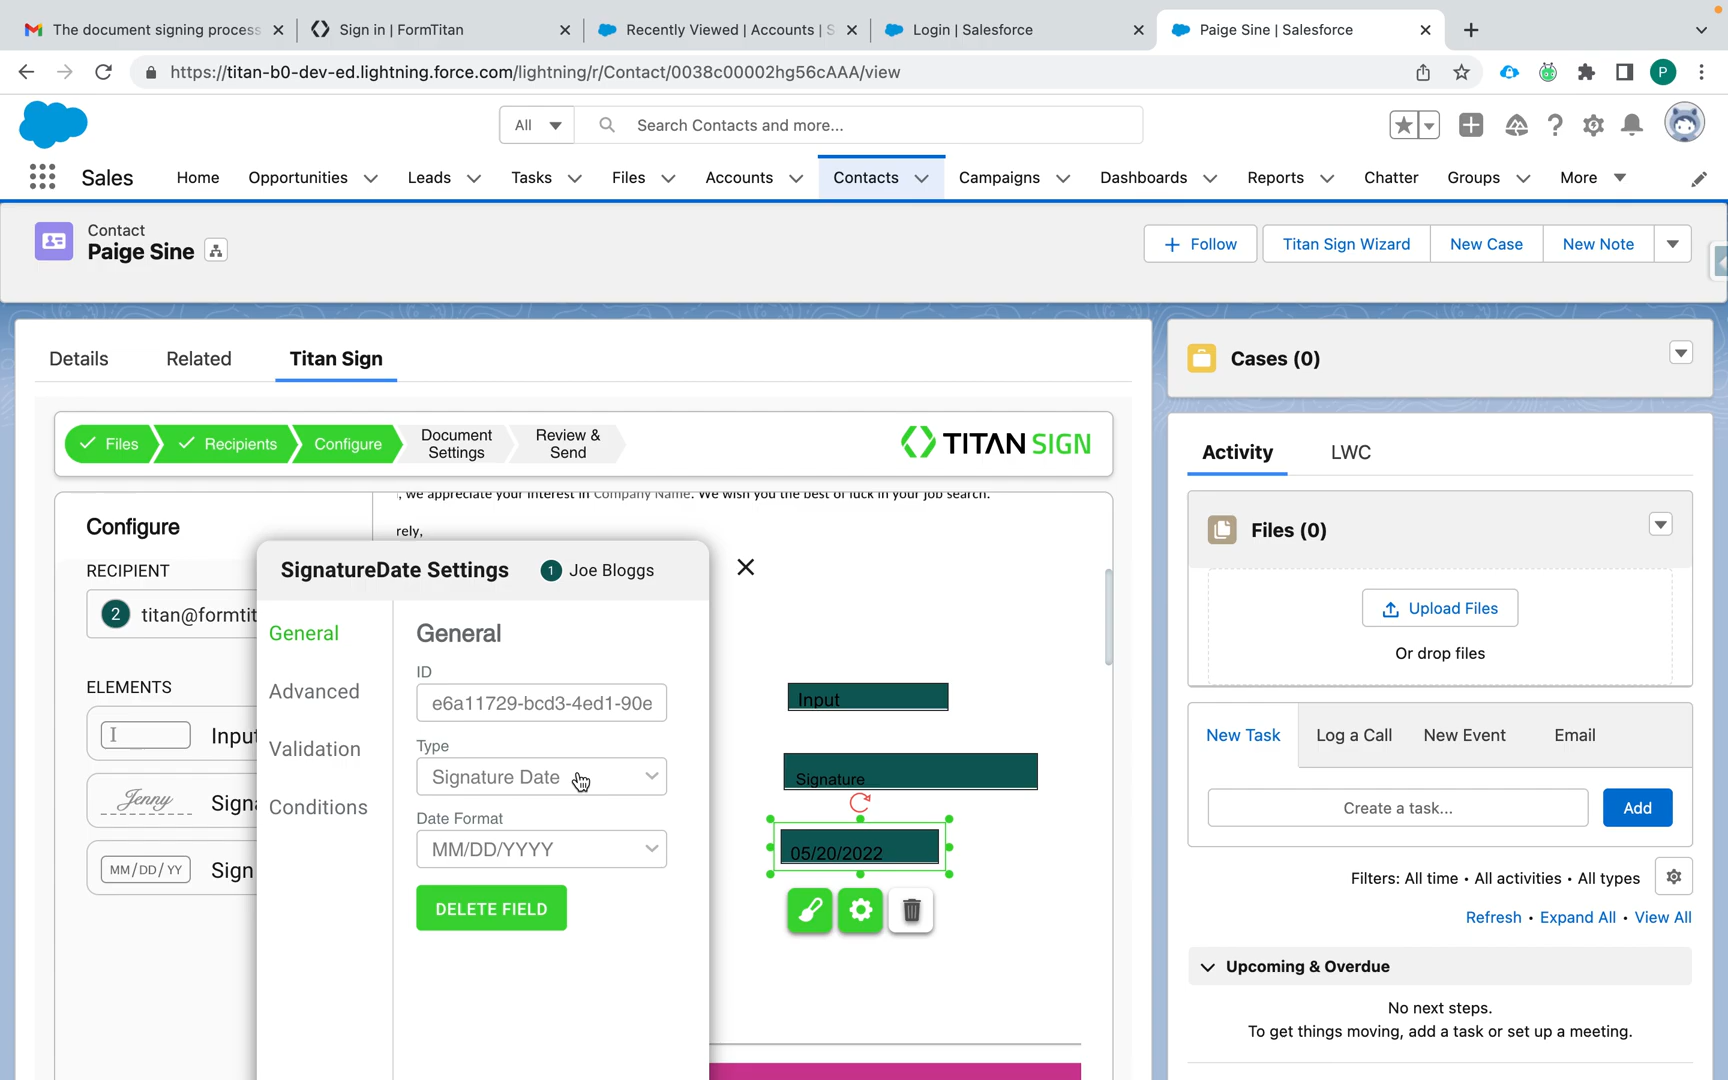 The document signing process
Sign in | FormTitan
Recently Viewed | Accounts | S
Login | Salesforce
Paige Sine | Salesforce
https://titan-b0-dev-ed.lightning.force.com/lightning/r/Contact/0038c00002hg56cAAA/view
P
All
Search Contacts and more...
Sales
Home
Opportunities
Leads
Tasks
Files
Accounts
Contacts
Campaigns
Dashboards
Reports
Chatter
Groups
More
Contact
Paige Sine
Follow
Titan Sign Wizard
New Case
New Note
Details
Related
Titan Sign
Files
Recipients
Configure
Document
Settings
Review &
Send
TITAN SIGN
, we appreciate your interest in Company Name. We wish you the best of luck in your job search.
rely,
Configure
RECIPIENT
2 titan@formtit
ELEMENTS
I Input
Jenny Signa
MM/DD/YY Sign
SignatureDate Settings
1 Joe Bloggs
General
Advanced
Validation
Conditions
General
ID
e6a11729-bcd3-4ed1-90e
Type
Signature Date
Date Format
MM/DD/YYYY
DELETE FIELD
Input
Signature
05/20/2022
Cases (0)
Activity
LWC
Files (0)
Upload Files
Or drop files
New Task
Log a Call
New Event
Email
Create a task...
Add
Filters: All time • All activities • All types
Refresh • Expand All • View All
Upcoming & Overdue
No next steps.
To get things moving, add a task or set up a meeting.